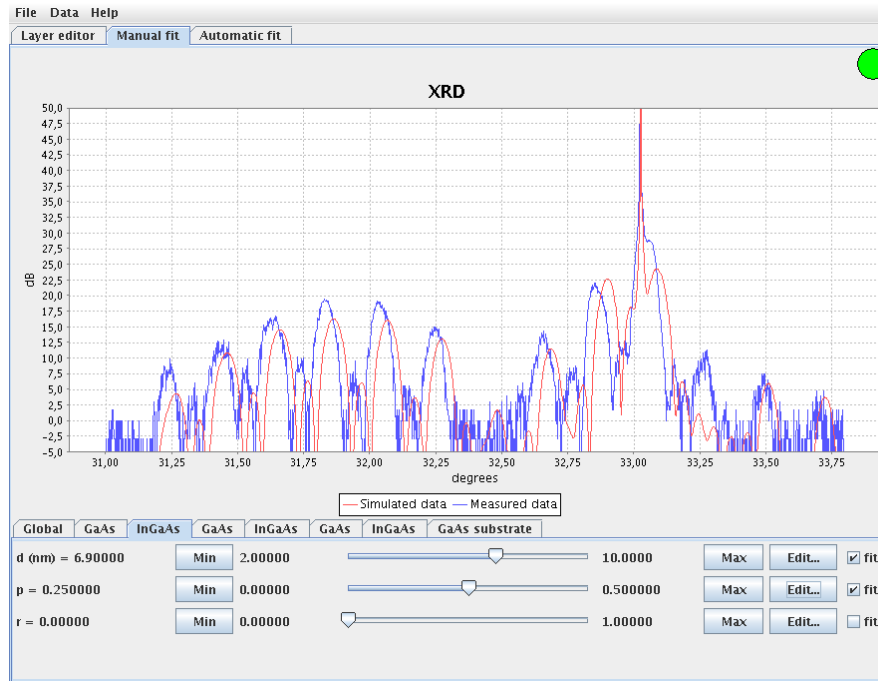 File Data Help
Layer editor Manual fit Automatic fit
XRD
50,0
47,5
45,0
42,5
40,0
37,5
35,0
32,5
30,0
27,5
25,0
22,5
20,0
17,5
15,0
12,5
10,0
7,5
5,0
2,5
0,0
-2,5
-5,0
dB
31,00 31,25 31,50 31,75 32,00 32,25 32,50 32,75 33,00 33,25 33,50 33,75
degrees
Simulated data Measured data
Global GaAs InGaAs GaAs InGaAs GaAs InGaAs GaAs substrate
d (nm) = 6.90000 Min 2.00000 10.0000 Max Edit... fit
p = 0.250000 Min 0.00000 0.500000 Max Edit... fit
r = 0.00000 Min 0.00000 1.00000 Max Edit... fit